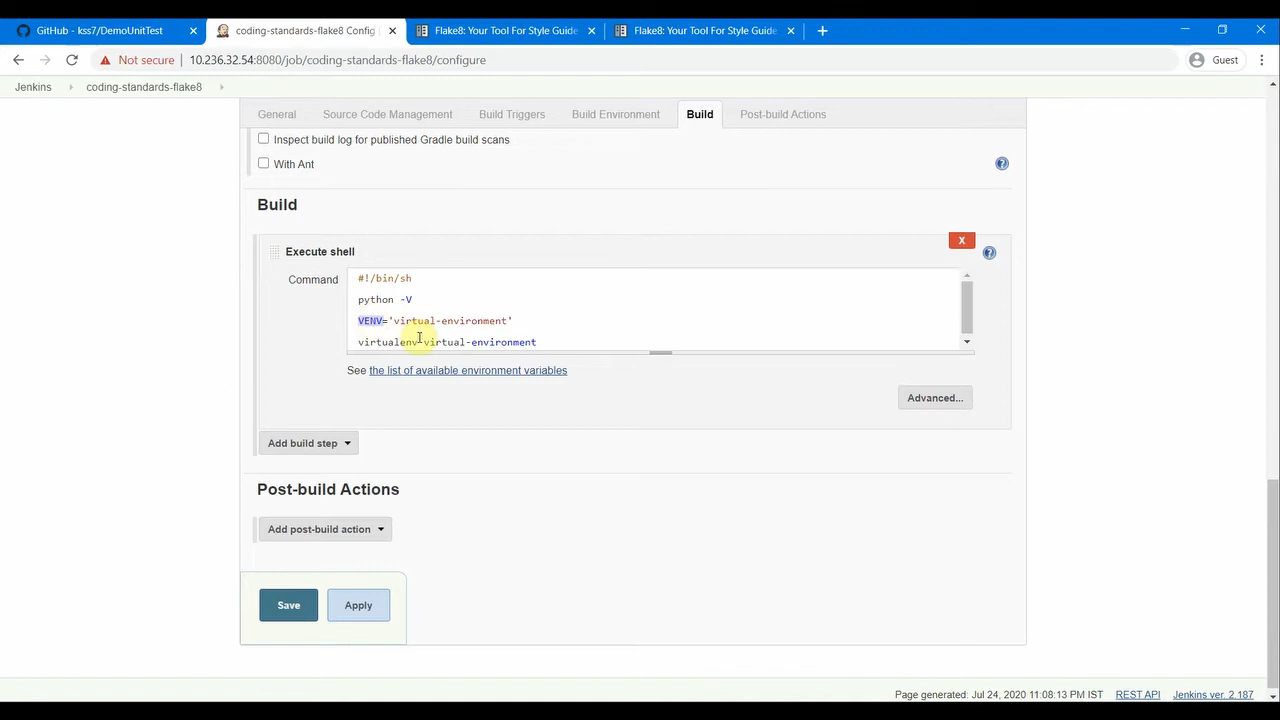 GitHub - kss7/DemoUnitTest
coding-standards-flake8 Config
Flake8: Your Tool For Style Guide
Flake8: Your Tool For Style Guide
Not secure
10.236.32.54:8080/job/coding-standards-flake8/configure
Guest
Jenkins
coding-standards-flake8
General
Source Code Management
Build Triggers
Build Environment
Build
Post-build Actions
Inspect build log for published Gradle build scans
With Ant
Build
Execute shell
X
Command
#!/bin/sh
python -V
VENV='virtual-environment'
virtualenv virtual-environment
See the list of available environment variables
Advanced...
Add build step
Post-build Actions
Add post-build action
Save
Apply
Page generated: Jul 24, 2020 11:08:13 PM IST
REST API
Jenkins ver. 2.187